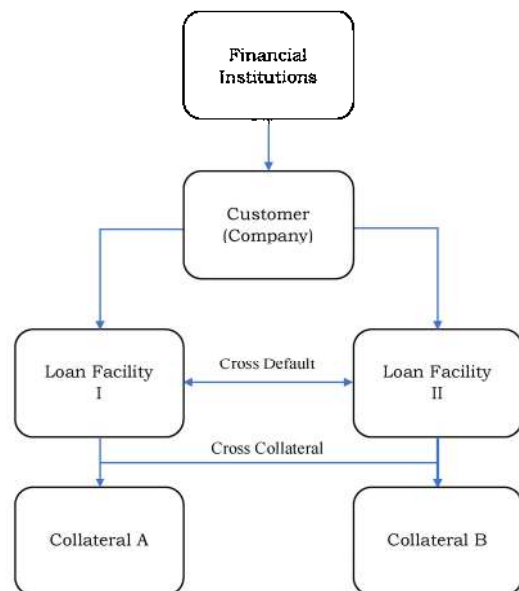 Financial
Institutions
Customer
(Company)
Loan Facility
I
Cross Default
Loan Facility
II
Cross Collateral
Collateral A
Collateral B